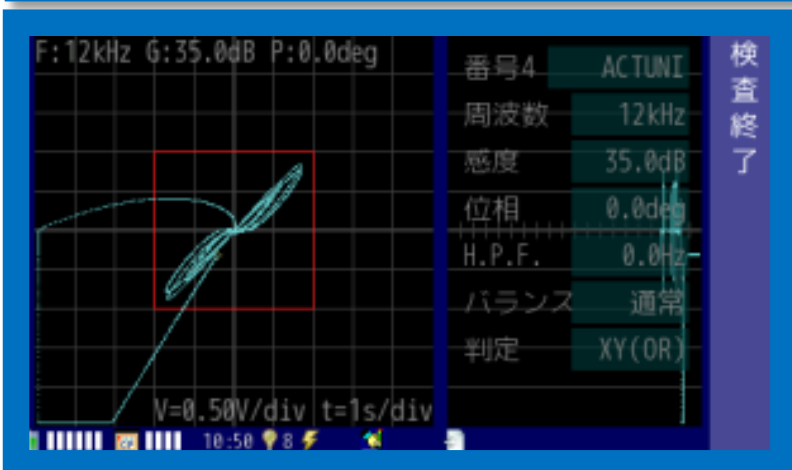 F:12kHz G:35.0dB P:0.0deg
番号4 ACTUNI
周波数 12kHz
感度 35.0dB
位相 0.0deg
H.P.F. 0.0Hz
バランス 通常
判定 XY(OR)
V=0.50V/div t=1s/div
10:50 8
検査終了